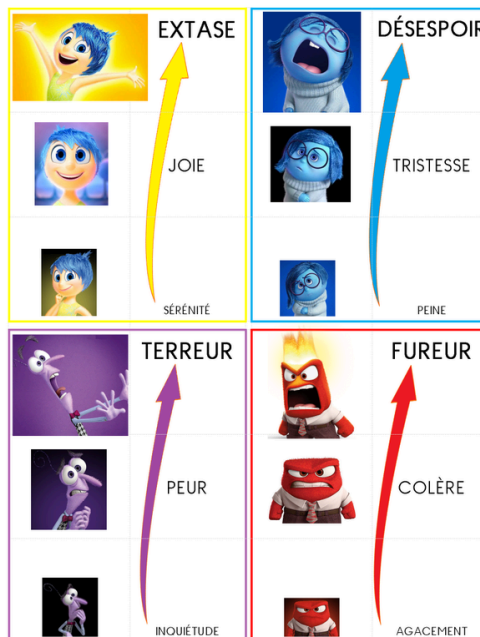 EXTASE
JOIE
SÉRÉNITÉ
DÉSESPOIR
TRISTESSE
PEINE
TERREUR
PEUR
INQUIÉTUDE
FUREUR
COLÈRE
AGACEMENT